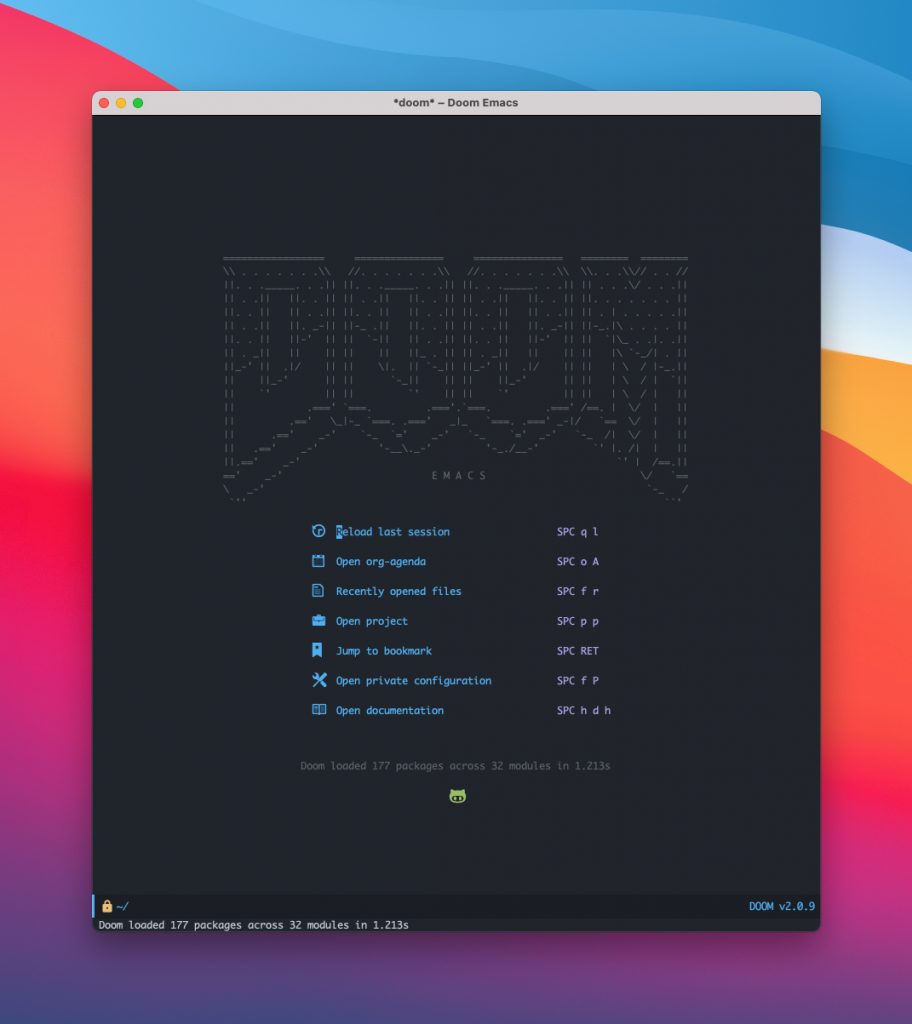 *doom* – Doom Emacs
E M A C S
Reload last session SPC q l
Open org-agenda SPC o A
Recently opened files SPC f r
Open project SPC p p
Jump to bookmark SPC RET
Open private configuration SPC f P
Open documentation SPC h d h
Doom loaded 177 packages across 32 modules in 1.213s
~/ DOOM v2.0.9
Doom loaded 177 packages across 32 modules in 1.213s